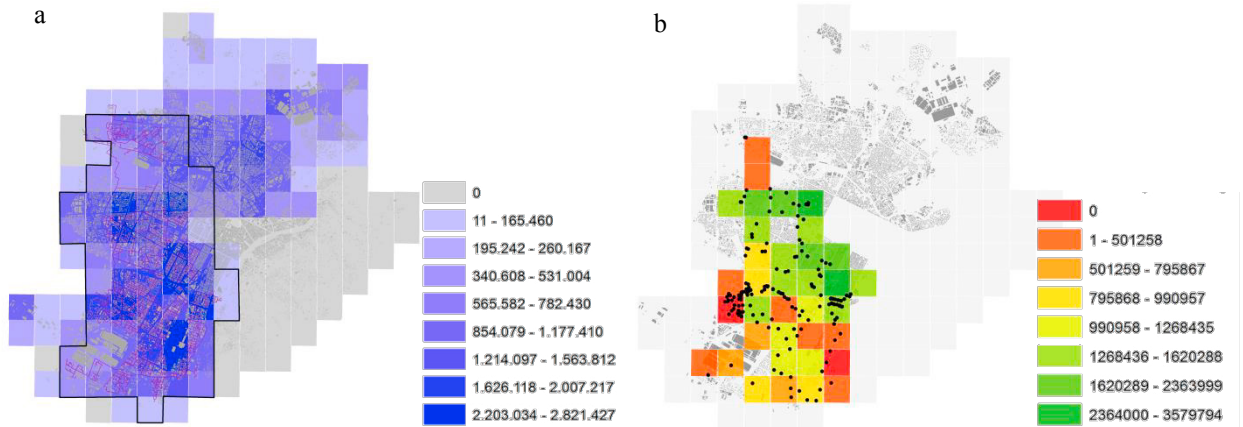 a
b
0
11 - 165.460
195.242 - 260.167
340.608 - 531.004
565.582 - 782.430
854.079 - 1.177.410
1.214.097 - 1.563.812
1.626.118 - 2.007.217
2.203.034 - 2.821.427
0
1 - 501258
501259 - 795867
795868 - 990957
990958 - 1268435
1268436 - 1620288
1620289 - 2363999
2364000 - 3579794